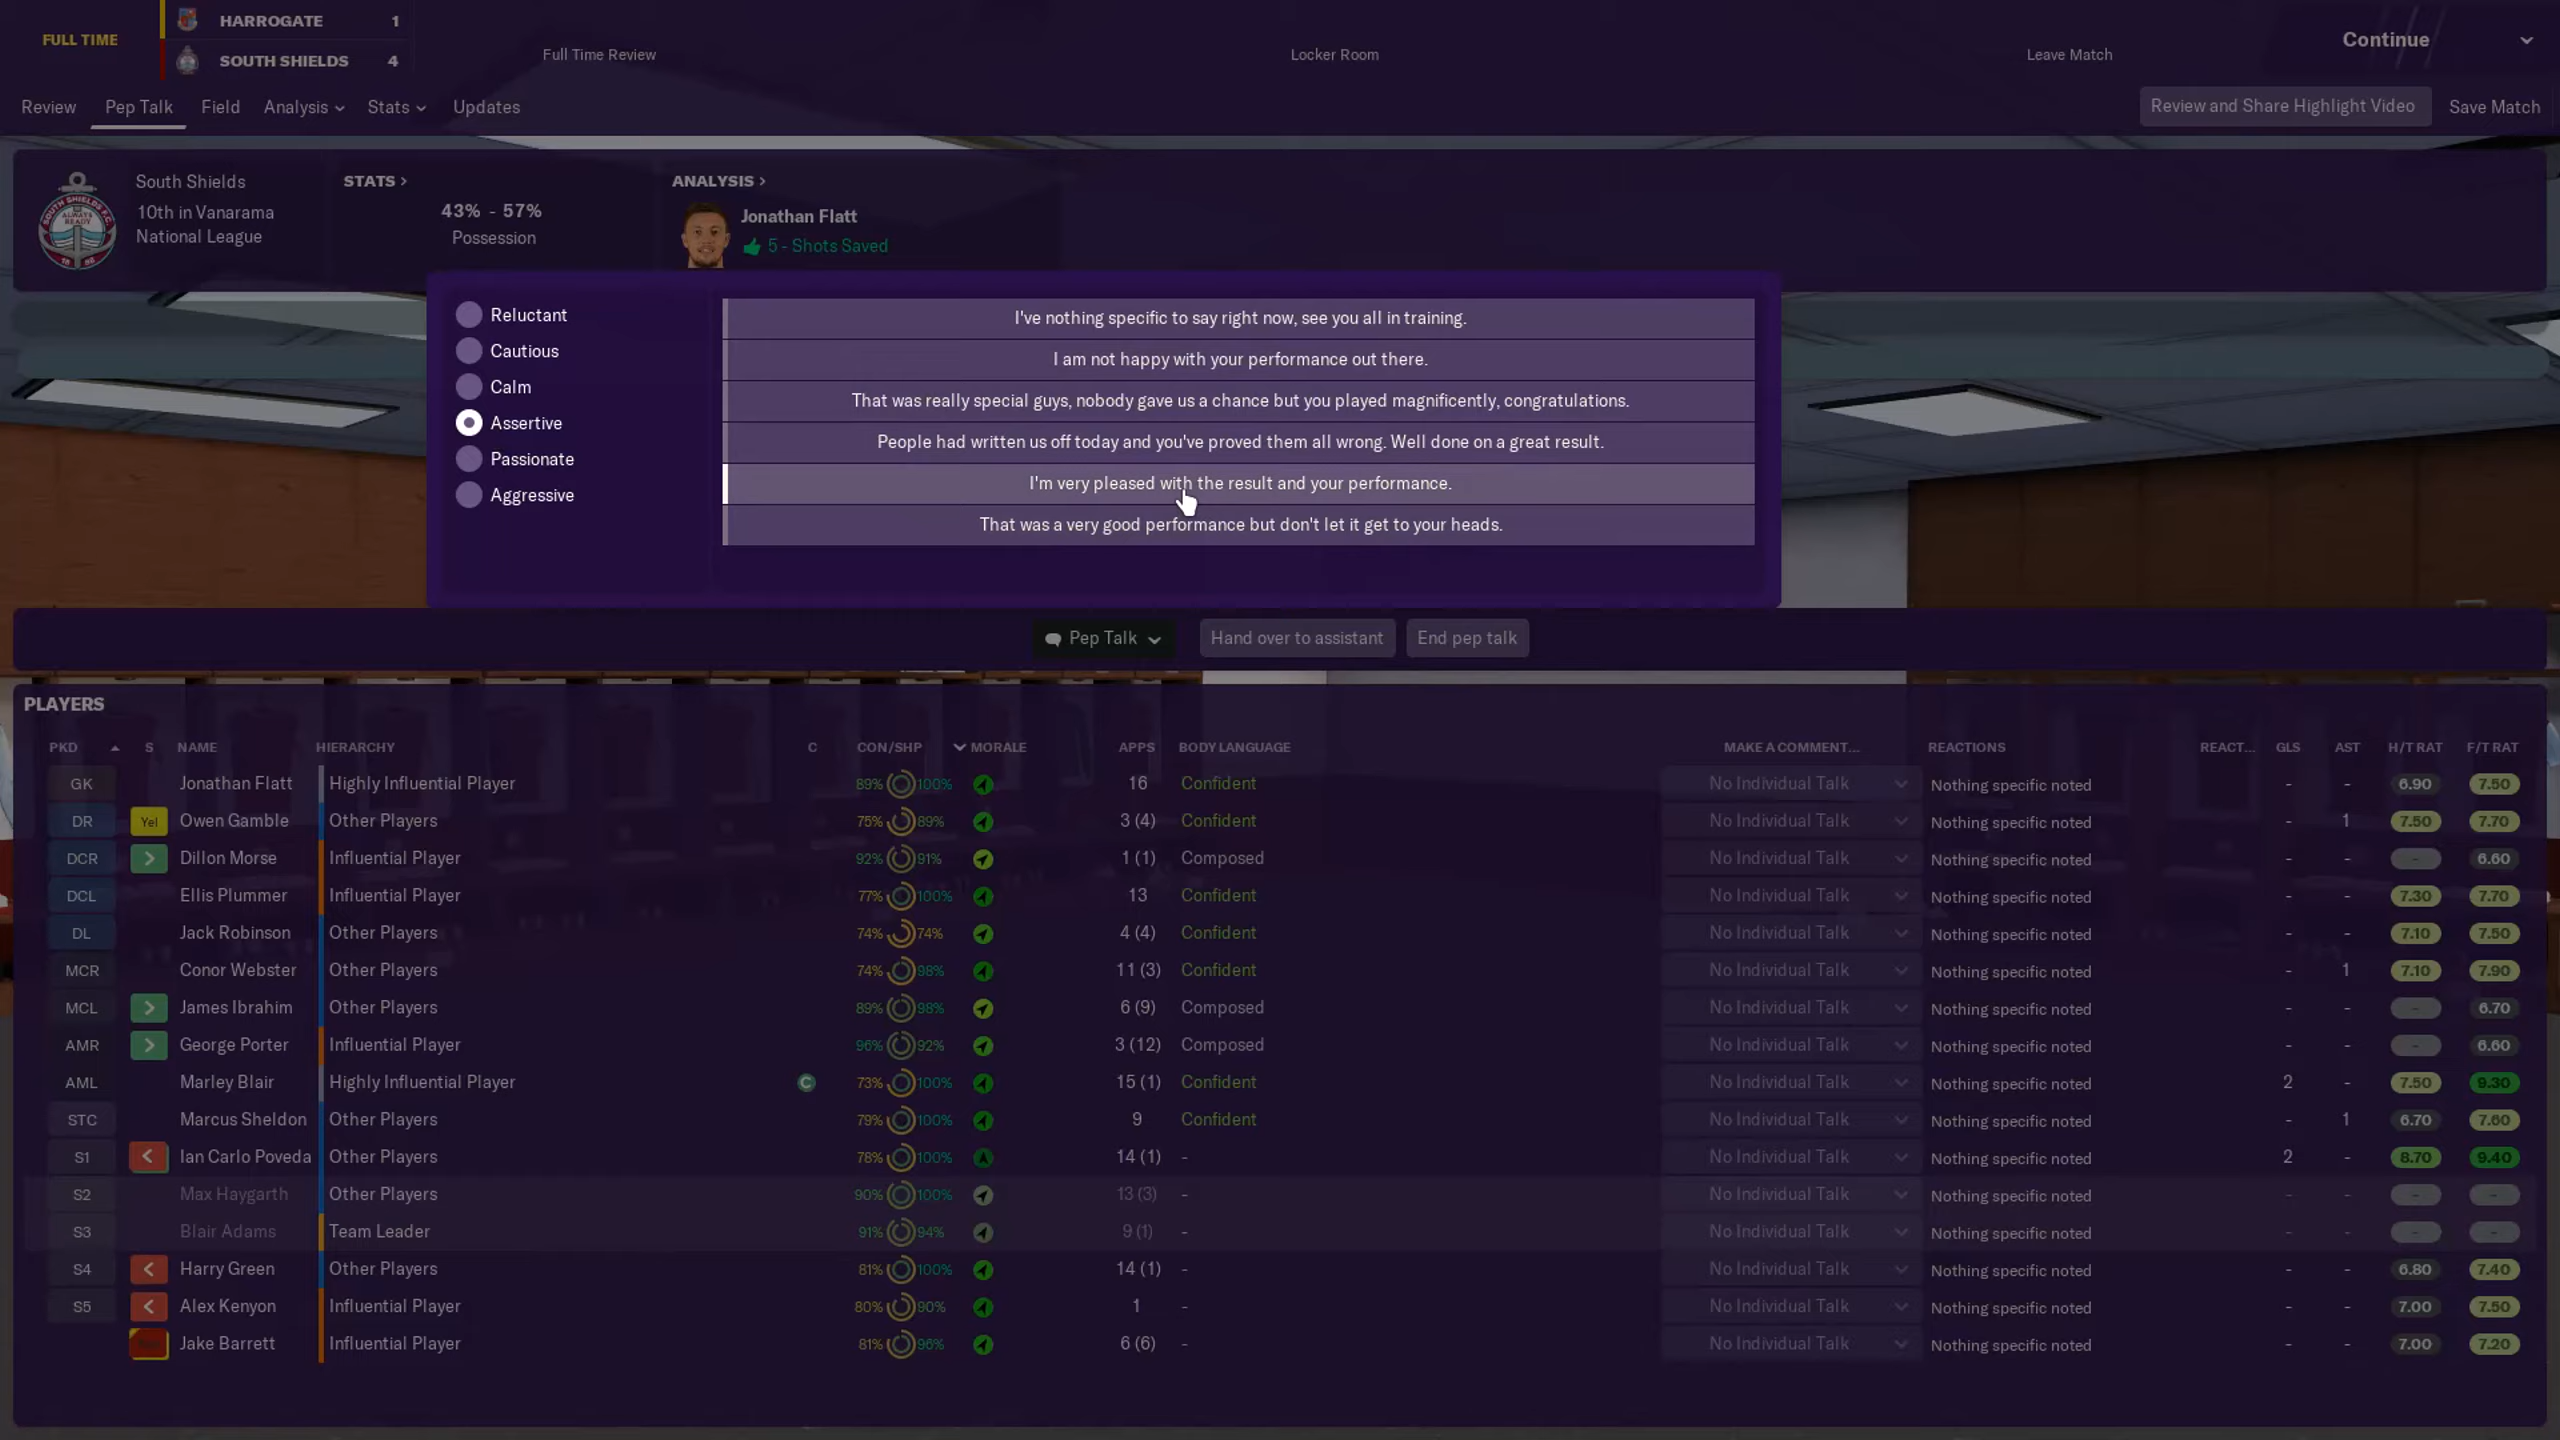 FULL TIME
HARROGATE 1
SOUTH SHIELDS 4
Full Time Review
Locker Room
Leave Match
Continue
Review Pep Talk Field Analysis Stats Updates
Review and Share Highlight Video Save Match
South Shields
10th in Vanarama
National League
STATS >
43% - 57%
Possession
ANALYSIS >
Jonathan Flatt
5 - Shots Saved
SOUTH SHIELDS F.C.
ALWAYS READY
Reluctant
Cautious
Calm
Assertive
Passionate
Aggressive
I've nothing specific to say right now, see you all in training.
I am not happy with your performance out there.
That was really special guys, nobody gave us a chance but you played magnificently, congratulations.
People had written us off today and you've proved them all wrong. Well done on a great result.
I'm very pleased with the result and your performance.
That was a very good performance but don't let it get to your heads.
Pep Talk Hand over to assistant End pep talk
PLAYERS
PKD S NAME HIERARCHY C CON/SHP MORALE APPS BODY LANGUAGE MAKE A COMMENT... REACTIONS REACT... GLS AST H/T RAT F/T RAT
GK Jonathan Flatt Highly Influential Player 89% 100% 16 Confident No Individual Talk Nothing specific noted - - 6.90 7.50
DR Yel Owen Gamble Other Players 75% 89% 3 (4) Confident No Individual Talk Nothing specific noted - 1 7.50 7.70
DCR Dillon Morse Influential Player 92% 91% 1 (1) Composed No Individual Talk Nothing specific noted - - - 6.60
DCL Ellis Plummer Influential Player 77% 100% 13 Confident No Individual Talk Nothing specific noted - - 7.30 7.70
DL Jack Robinson Other Players 74% 74% 4 (4) Confident No Individual Talk Nothing specific noted - - 7.10 7.50
MCR Conor Webster Other Players 74% 98% 11 (3) Confident No Individual Talk Nothing specific noted - 1 7.10 7.90
MCL James Ibrahim Other Players 89% 98% 6 (9) Composed No Individual Talk Nothing specific noted - - - 6.70
AMR George Porter Influential Player 96% 92% 3 (12) Composed No Individual Talk Nothing specific noted - - - 6.60
AML Marley Blair Highly Influential Player C 73% 100% 15 (1) Confident No Individual Talk Nothing specific noted 2 - 7.50 9.30
STC Marcus Sheldon Other Players 79% 100% 9 Confident No Individual Talk Nothing specific noted - 1 6.70 7.60
S1 Ian Carlo Poveda Other Players 78% 100% 14 (1) - No Individual Talk Nothing specific noted 2 - 8.70 9.40
S2 Max Haygarth Other Players 90% 100% 13 (3) - No Individual Talk Nothing specific noted - - - -
S3 Blair Adams Team Leader 91% 94% 9 (1) - No Individual Talk Nothing specific noted - - - -
S4 Harry Green Other Players 81% 100% 14 (1) - No Individual Talk Nothing specific noted - - 6.80 7.40
S5 Alex Kenyon Influential Player 80% 90% 1 - No Individual Talk Nothing specific noted - - 7.00 7.50
Jake Barrett Influential Player 81% 96% 6 (6) - No Individual Talk Nothing specific noted - - 7.00 7.20